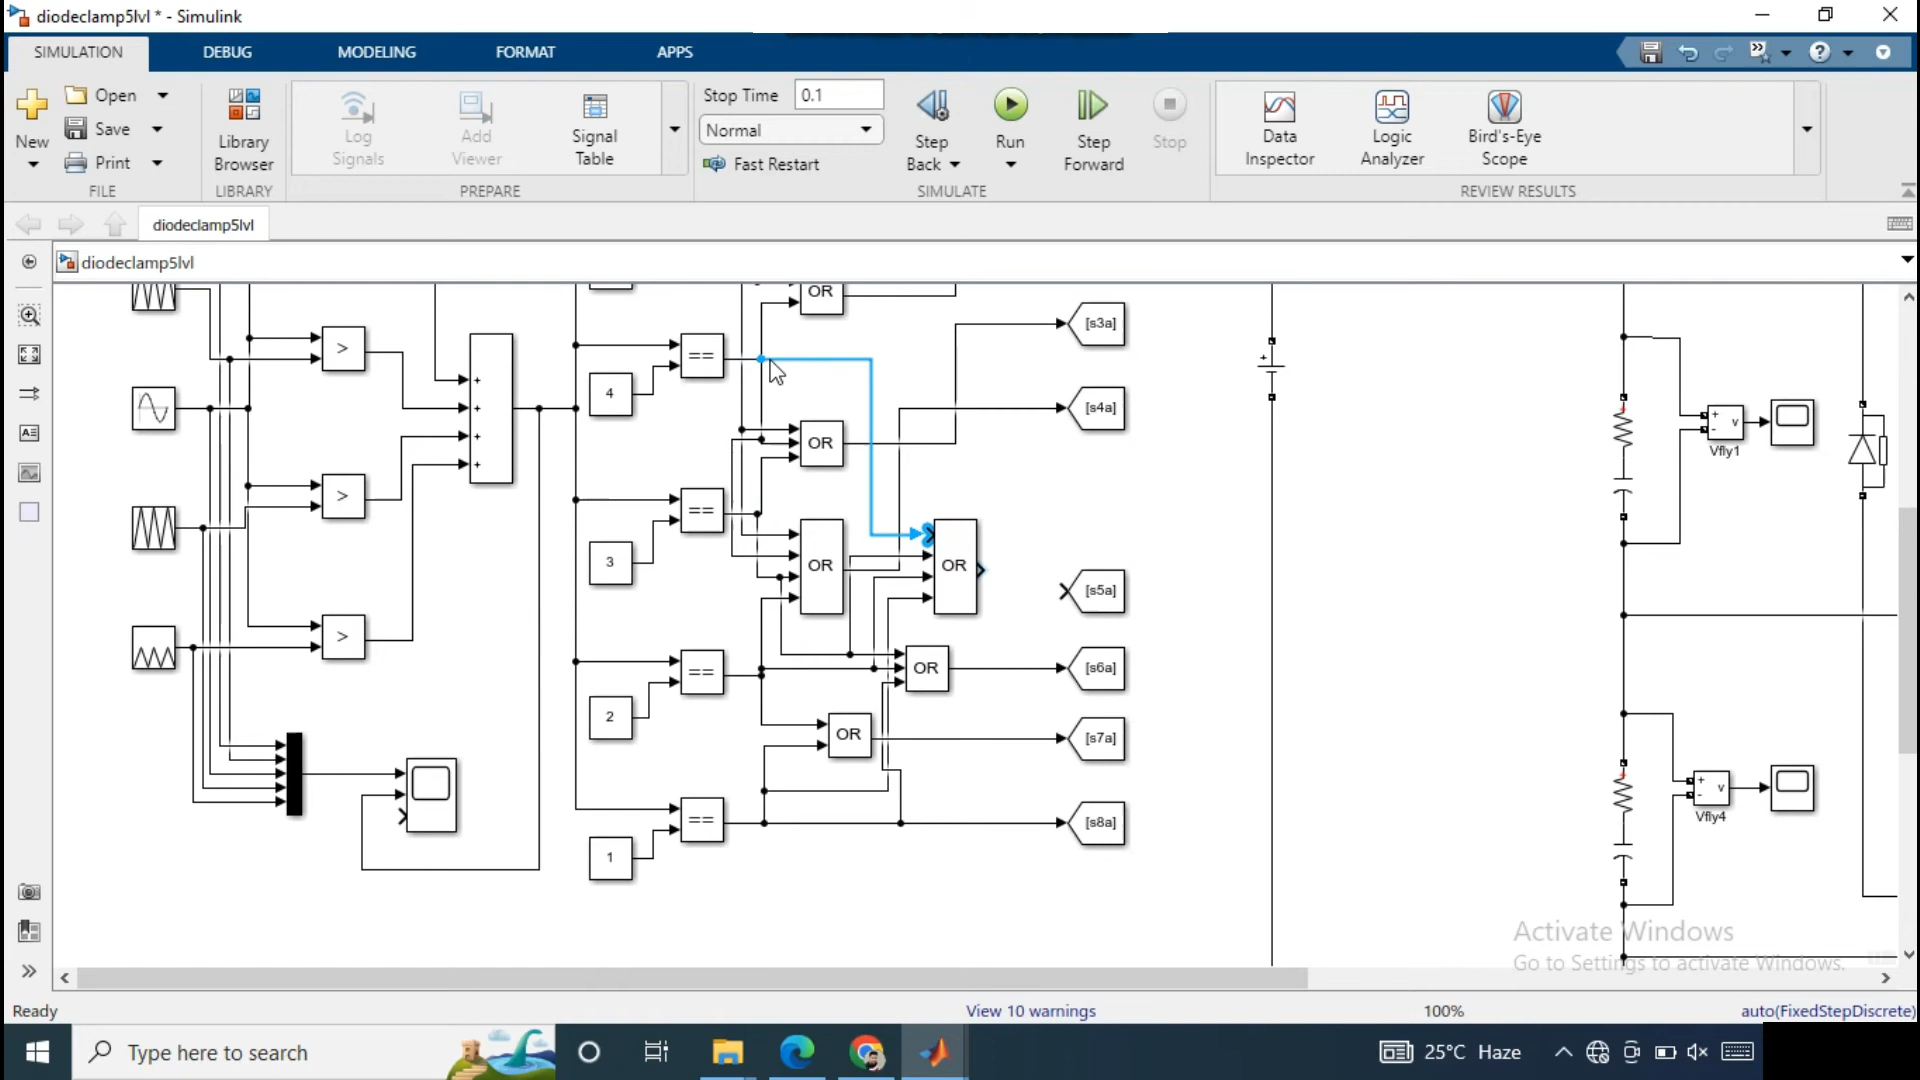 diodeclamp5lvl * - Simulink
SIMULATION
DEBUG
MODELING
FORMAT
APPS
New
Open
Save
Print
FILE
Library
Browser
LIBRARY
Log
Signals
Add
Viewer
Signal
Table
PREPARE
Stop Time
0.1
Normal
Fast Restart
Step
Back
Run
Step
Forward
Stop
SIMULATE
Data
Inspector
Logic
Analyzer
Bird's-Eye
Scope
REVIEW RESULTS
diodeclamp5lvl
diodeclamp5lvl
OR
[s3a]
>
==
4
[s4a]
OR
Vfly1
>
==
3
OR
OR
[s5a]
>
==
2
OR
[s6a]
OR
[s7a]
Vfly4
==
1
[s8a]
Activate Windows
Go to Settings to activate Windows.
Ready
View 10 warnings
100%
auto(FixedStepDiscrete)
Type here to search
25°C Haze